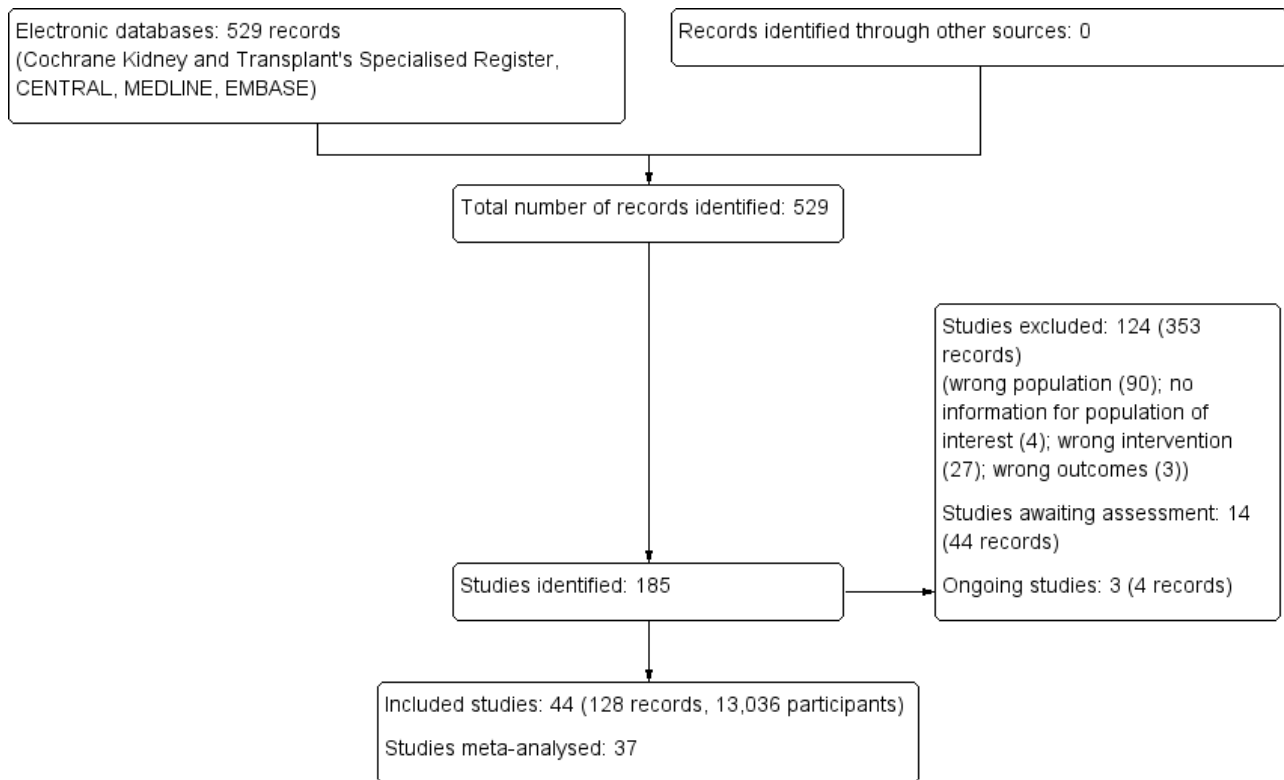 Electronic databases: 529 records
(Cochrane Kidney and Transplant's Specialised Register,
CENTRAL, MEDLINE, EMBASE)
Records identified through other sources: 0
Total number of records identified: 529
Studies excluded: 124 (353
records)
(wrong population (90); no
information for population of
interest (4); wrong intervention
(27); wrong outcomes (3))
Studies awaiting assessment: 14
(44 records)
Ongoing studies: 3 (4 records)
Studies identified: 185
Included studies: 44 (128 records, 13,036 participants)
Studies meta-analysed: 37